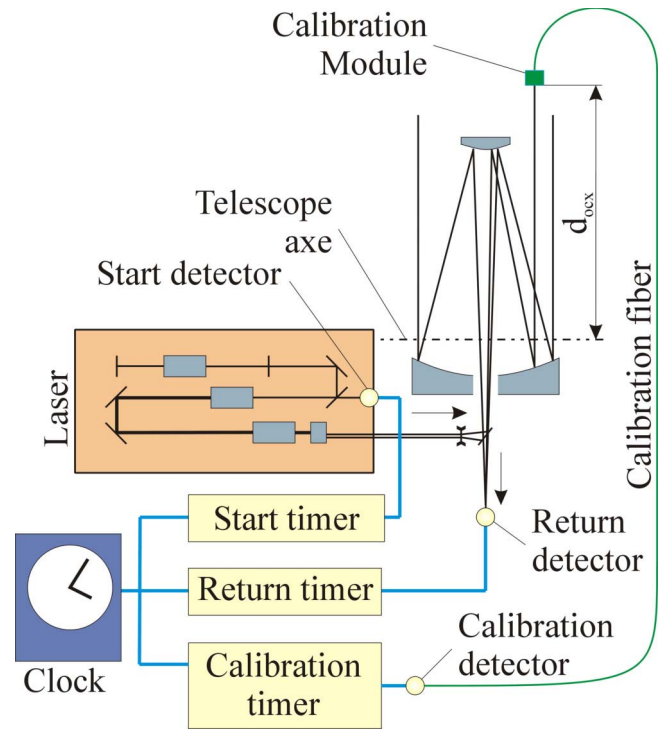 Calibration
Module
Telescope
axe
Start detector
d_ocx
Calibration fiber
Laser
Start timer
Return timer
Return
detector
Calibration
timer
Calibration
detector
Clock